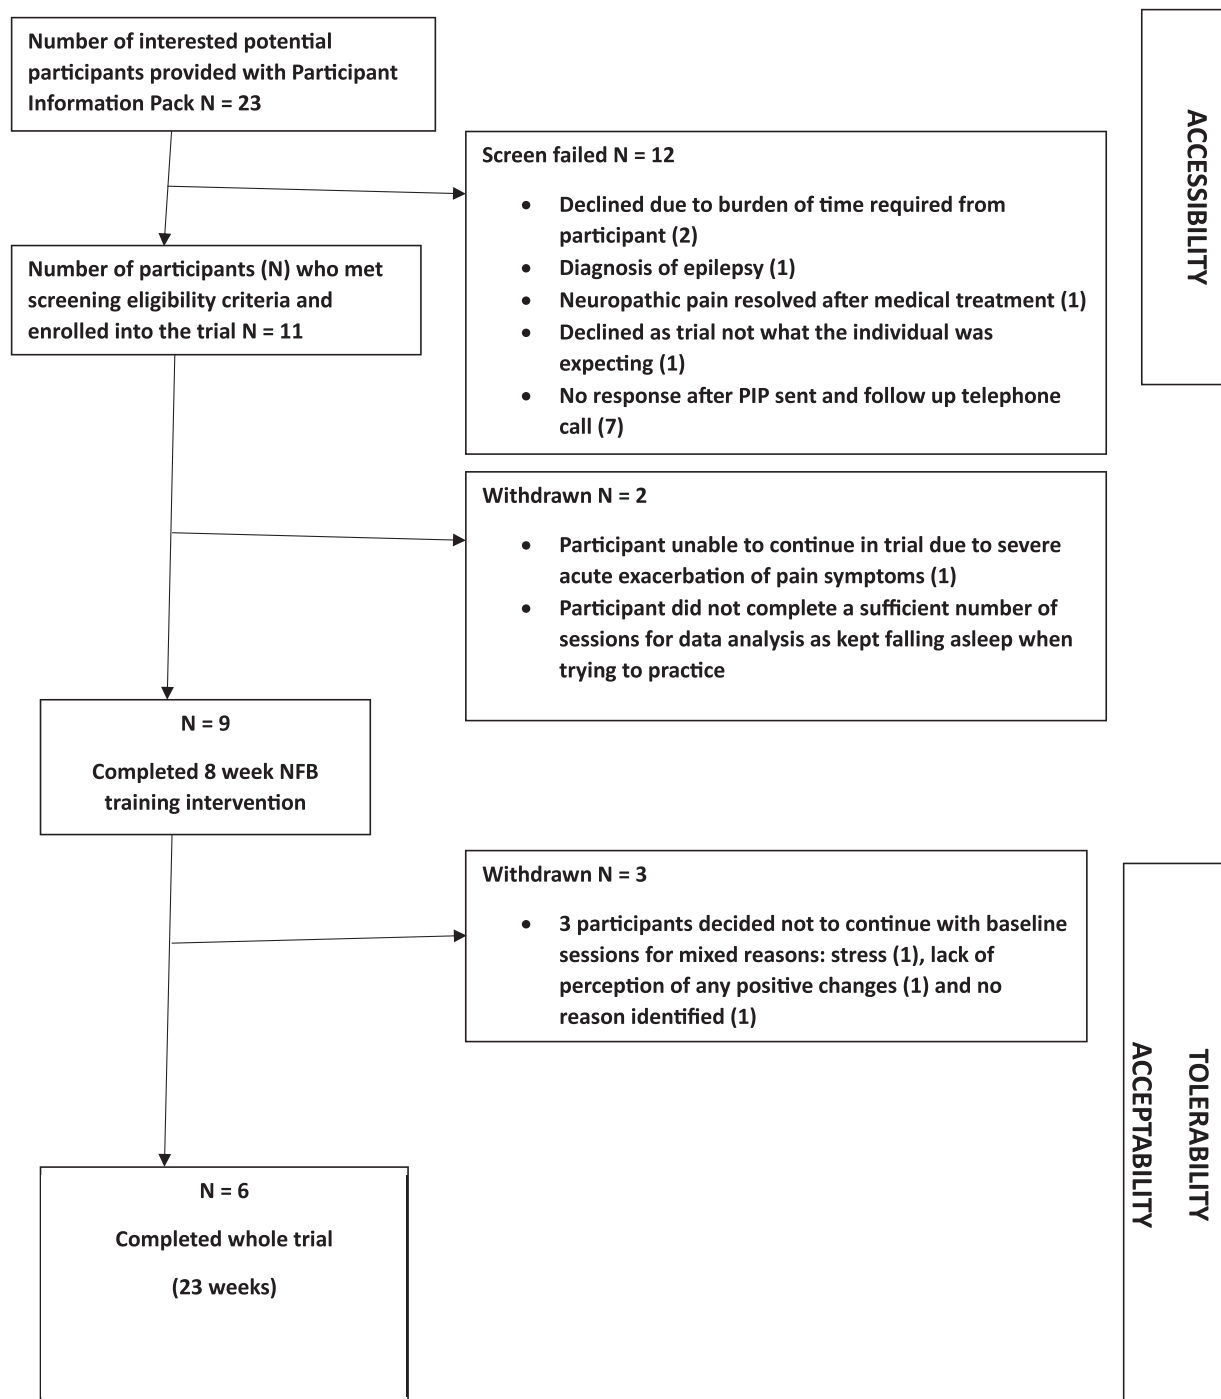 Number of interested potential
participants provided with Participant
Information Pack N = 23
ACCESSIBILITY
Screen failed N = 12
• Declined due to burden of time required from
participant (2)
• Diagnosis of epilepsy (1)
• Neuropathic pain resolved after medical treatment (1)
• Declined as trial not what the individual was
expecting (1)
• No response after PIP sent and follow up telephone
call (7)
Number of participants (N) who met
screening eligibility criteria and
enrolled into the trial N = 11
Withdrawn N = 2
• Participant unable to continue in trial due to severe
acute exacerbation of pain symptoms (1)
• Participant did not complete a sufficient number of
sessions for data analysis as kept falling asleep when
trying to practice
N = 9
Completed 8 week NFB
training intervention
Withdrawn N = 3
• 3 participants decided not to continue with baseline
sessions for mixed reasons: stress (1), lack of
perception of any positive changes (1) and no
reason identified (1)
TOLERABILITY
ACCEPTABILITY
N = 6
Completed whole trial
(23 weeks)